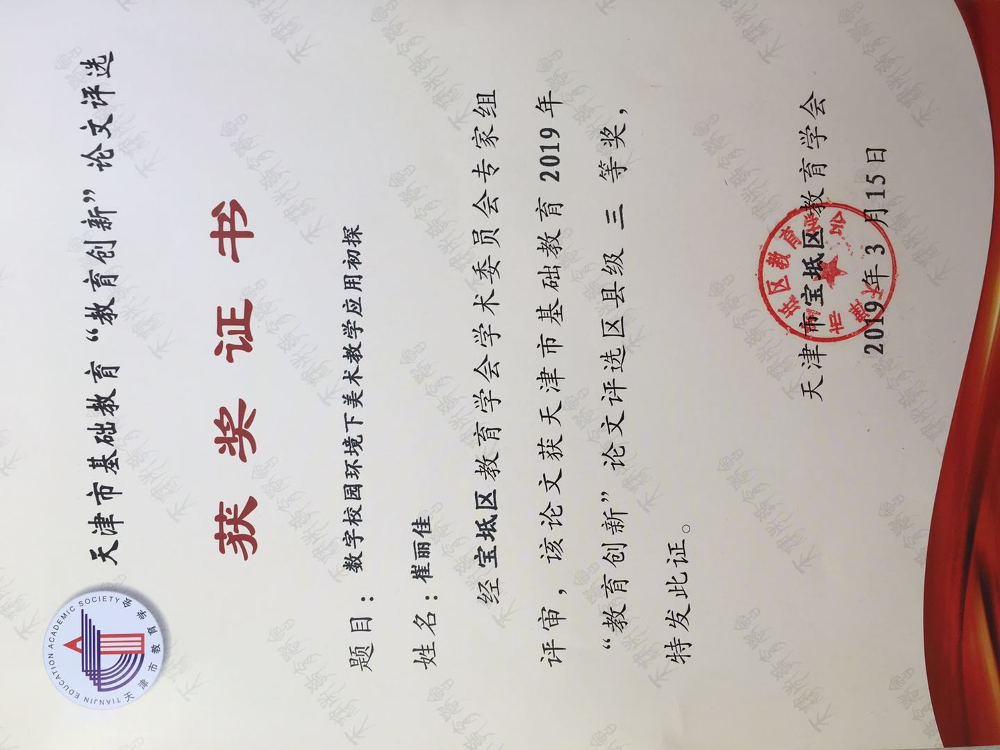 天津市基础教育“教育创新”论文评选
获奖证书
题目：数字校园环境下美术教学应用初探
姓名：崔丽佳
经宝坻区教育学会学术委员会专家组
评审，该论文获天津市基础教育2019年
“教育创新”论文评选区县级三等奖，
特发此证。
天津市宝坻区教育学会
2019年3月15日
TIANJIN EDUCATION ACADEMIC SOCIETY
天津市教育学会